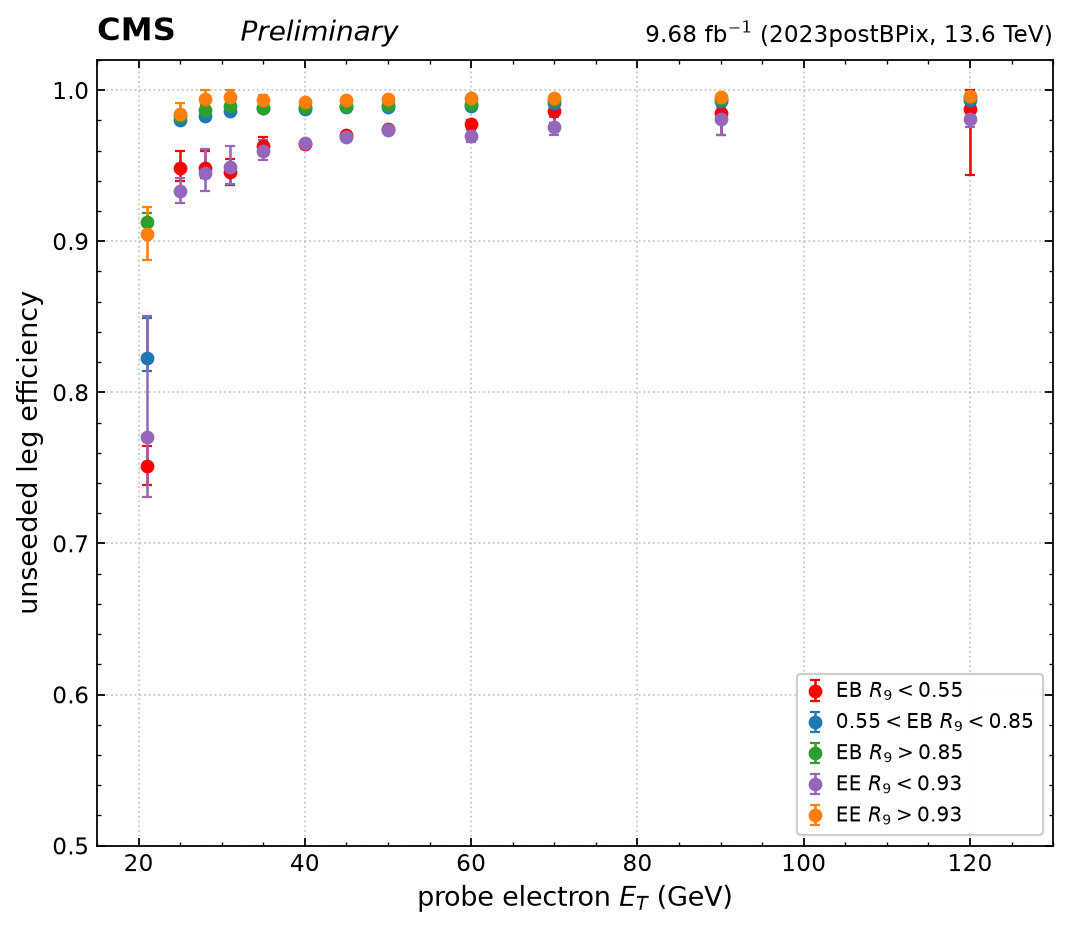 CMS Preliminary 9.68 fb⁻¹ (2023postBPix, 13.6 TeV)
1.0
0.9
0.8
0.7
0.6
0.5
unseeded leg efficiency
EB R₉ < 0.55
0.55 < EB R₉ < 0.85
EB R₉ > 0.85
EE R₉ < 0.93
EE R₉ > 0.93
20 40 60 80 100 120
probe electron E_T (GeV)